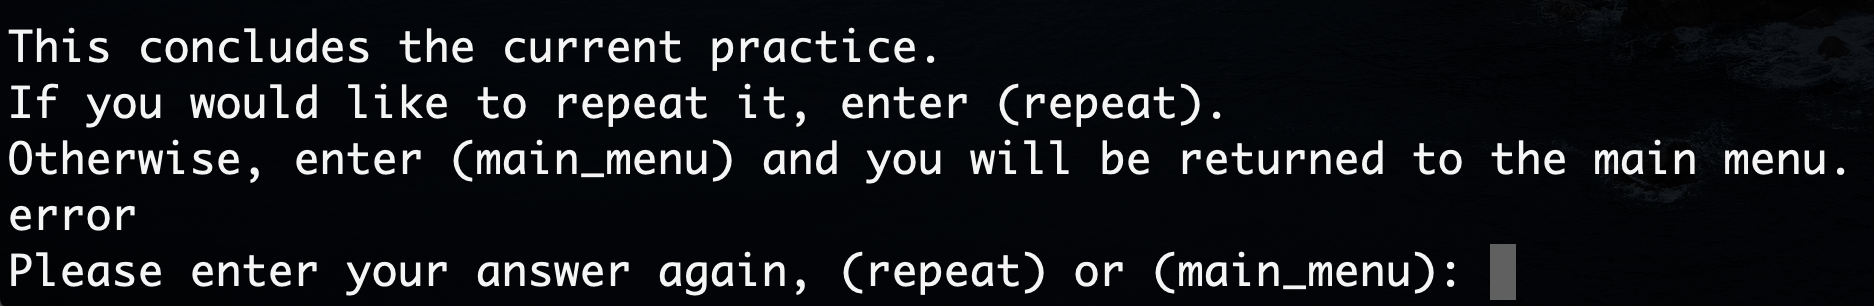 This concludes the current practice.
If you would like to repeat it, enter (repeat).
Otherwise, enter (main_menu) and you will be returned to the main menu.
error
Please enter your answer again, (repeat) or (main_menu):